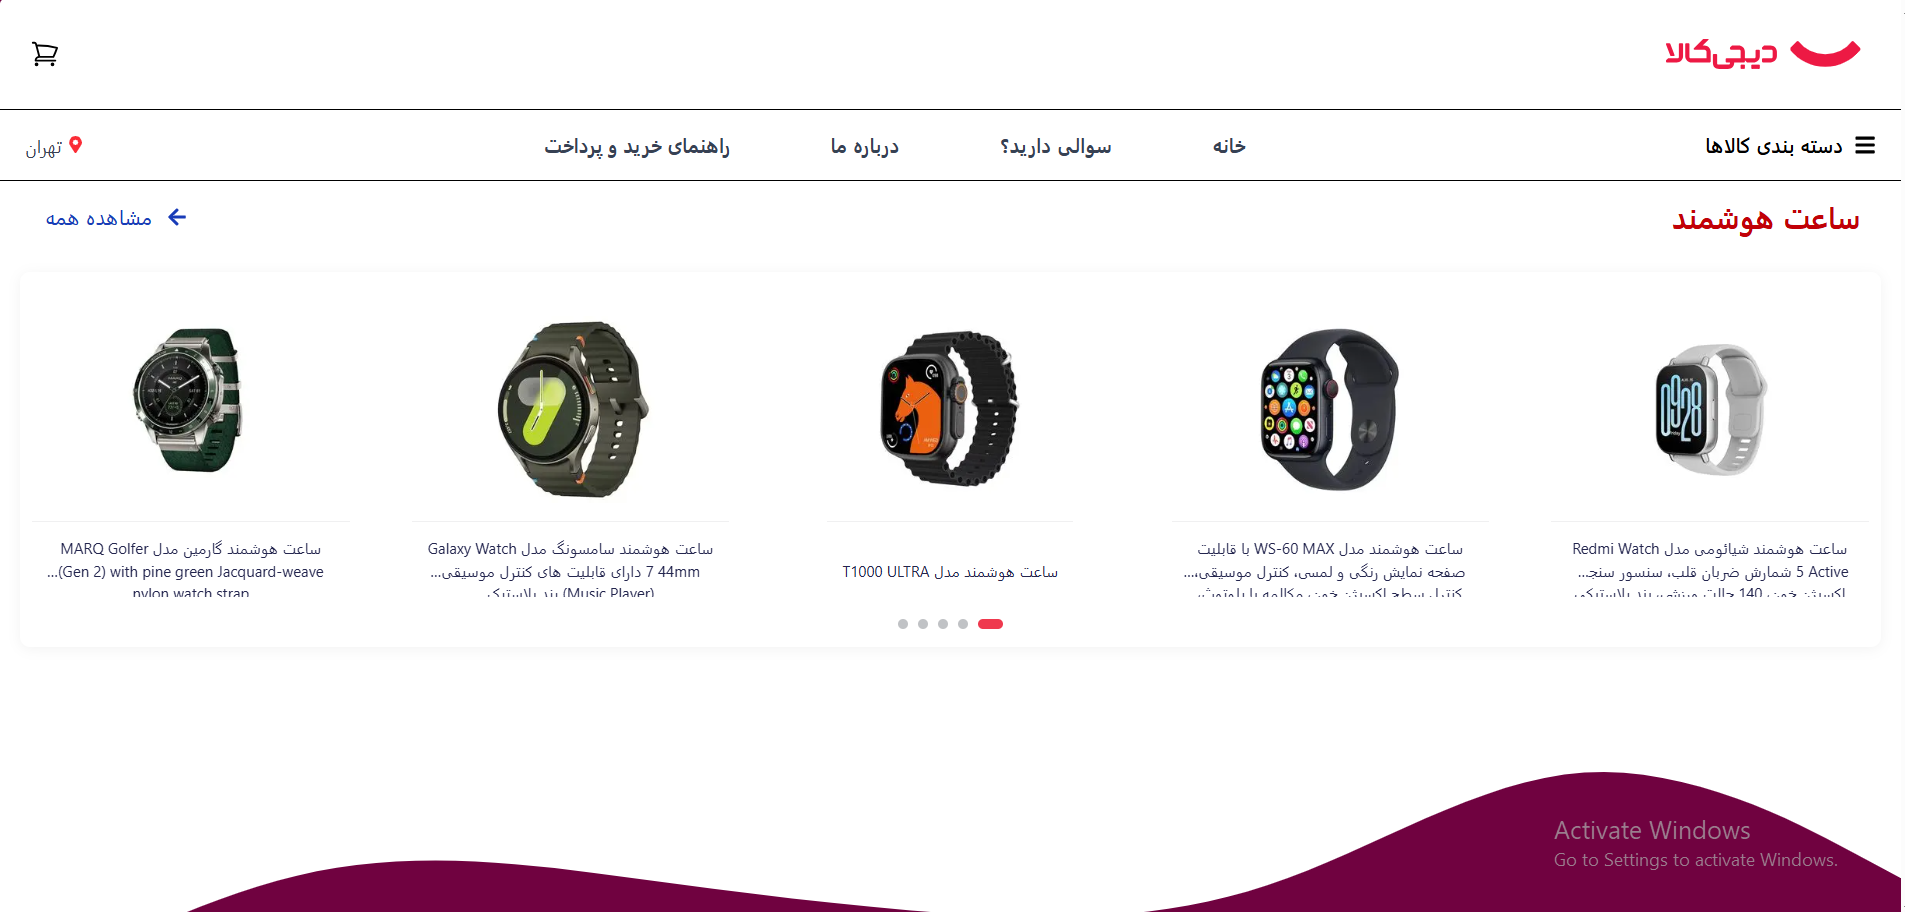 دیجی‌کالا
دسته بندی کالاها
خانه
سوالی دارید؟
درباره ما
راهنمای خرید و پرداخت
تهران
ساعت هوشمند
مشاهده همه
ساعت هوشمند شیائومی مدل Redmi Watch
5 Active شمارش ضربان قلب، سنسور سنجـ...
اکسیژن خون، 140 حالت ورزشی، بند پلاستیکی
ساعت هوشمند مدل WS-60 MAX با قابلیت
صفحه نمایش رنگی و لمسی، کنترل موسیقی،...
کنترل سطح اکسیژن خون، مکالمه با بلوتوث،
ساعت هوشمند مدل T1000 ULTRA
ساعت هوشمند سامسونگ مدل Galaxy Watch
7 44mm دارای قابلیت های کنترل موسیقی...
(Music Player) بند پلاستیکی
ساعت هوشمند گارمین مدل MARQ Golfer
(Gen 2) with pine green Jacquard-weave...
nylon watch strap
Activate Windows
Go to Settings to activate Windows.